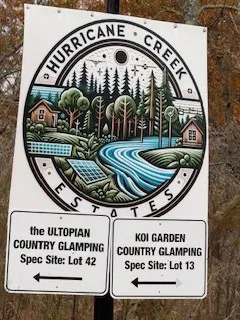 HURRICANE · CREEK
ESTATES
the ULTOPIAN
COUNTRY GLAMPING
Spec Site: Lot 42
KOI GARDEN
COUNTRY GLAMPING
Spec Site: Lot 13